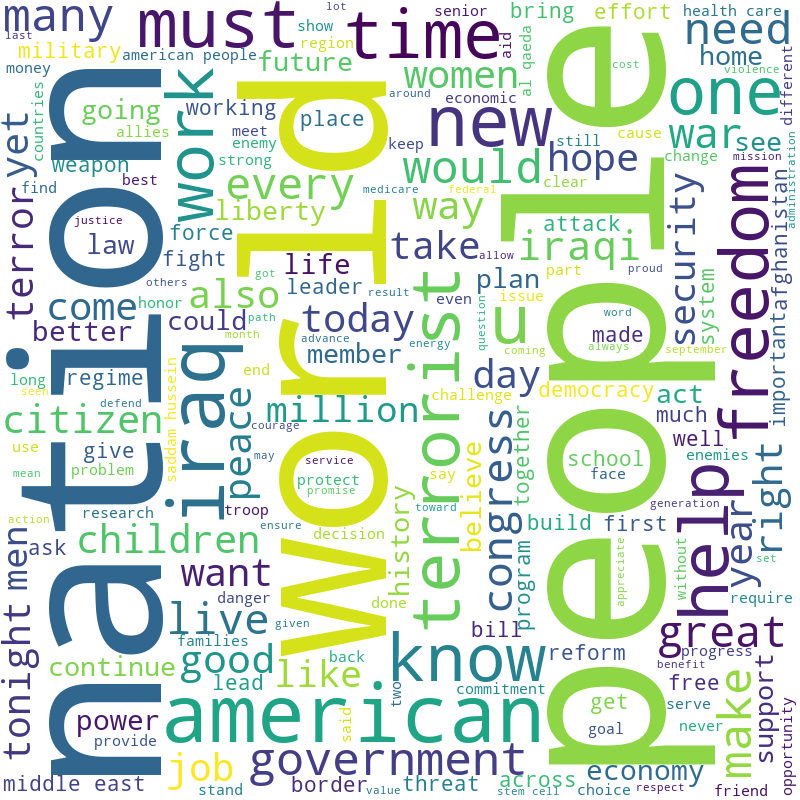 many
must
time
lot
senior
bring
effort
health care
need
last
american people
show
region
aid
al qaeda
military
future
women
home
different
money
nation
world
people
cost
violence
countries
yet
going
working
place
economic
new
one
allies
meet
enemy
around
keep
still
cause
war
see
weapon
work
strong
would
hope
change
mission
find
best
every
medicare
federal
clear
administration
terror
justice
liberty
way
attack
security
freedom
afghanistan
law
force
take
iraqi
allow
part
proud
fight
life
others
got
leader
result
plan
even
issue
system
important
come
honor
also
path
today
u
word
better
could
month
advance
member
energy
question
coming
made
always
september
long
regime
iraq
saddam hussein
end
terrorist
day
challenge
democracy
act
seen
defend
peace
million
congress
together
much
citizen
courage
use
give
may
believe
well
right
mean
problem
service
say
school
enemies
protect
face
help
year
research
promise
troop
toward
history
program
generation
action
ensure
build
first
children
decision
ask
tonight
men
want
danger
done
without
appreciate
set
require
live
given
bill
great
families
know
reform
progress
continue
good
like
back
benefit
lead
two
commitment
free
support
make
opportunity
power
american
said
get
serve
provide
goal
never
government
job
economy
middle east
stand
border
value
threat
across
stem cell
choice
respect
friend